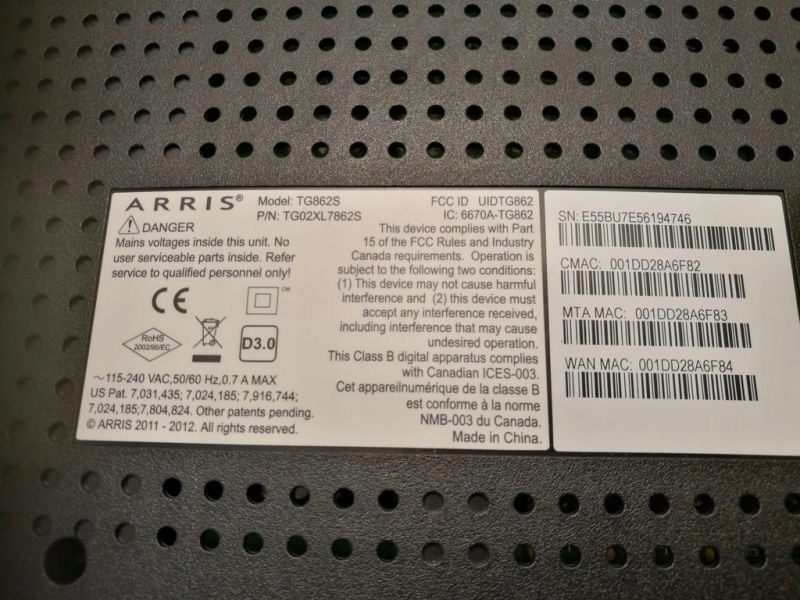 ARRIS®
Model: TG862S
P/N: TG02XL7862S
DANGER
Mains voltages inside this unit. No
user serviceable parts inside. Refer
service to qualified personnel only!
CE
CM
RoHS
2002/95/EC
D3.0
~115-240 VAC,50/60 Hz,0.7 A MAX
US Pat. 7,031,435; 7,024,185; 7,916,744;
7,024,185;7,804,824. Other patents pending.
© ARRIS 2011 - 2012. All rights reserved.
FCC ID UIDTG862
IC: 6670A-TG862
This device complies with Part
15 of the FCC Rules and Industry
Canada requirements. Operation is
subject to the following two conditions:
(1) This device may not cause harmful
interference and (2) this device must
accept any interference received,
including interference that may cause
undesired operation.
This Class B digital apparatus complies
with Canadian ICES-003.
Cet appareilnumérique de la classe B
est conforme à la norme
NMB-003 du Canada.
Made in China.
SN: E55BU7E56194746
CMAC: 001DD28A6F82
MTA MAC: 001DD28A6F83
WAN MAC: 001DD28A6F84